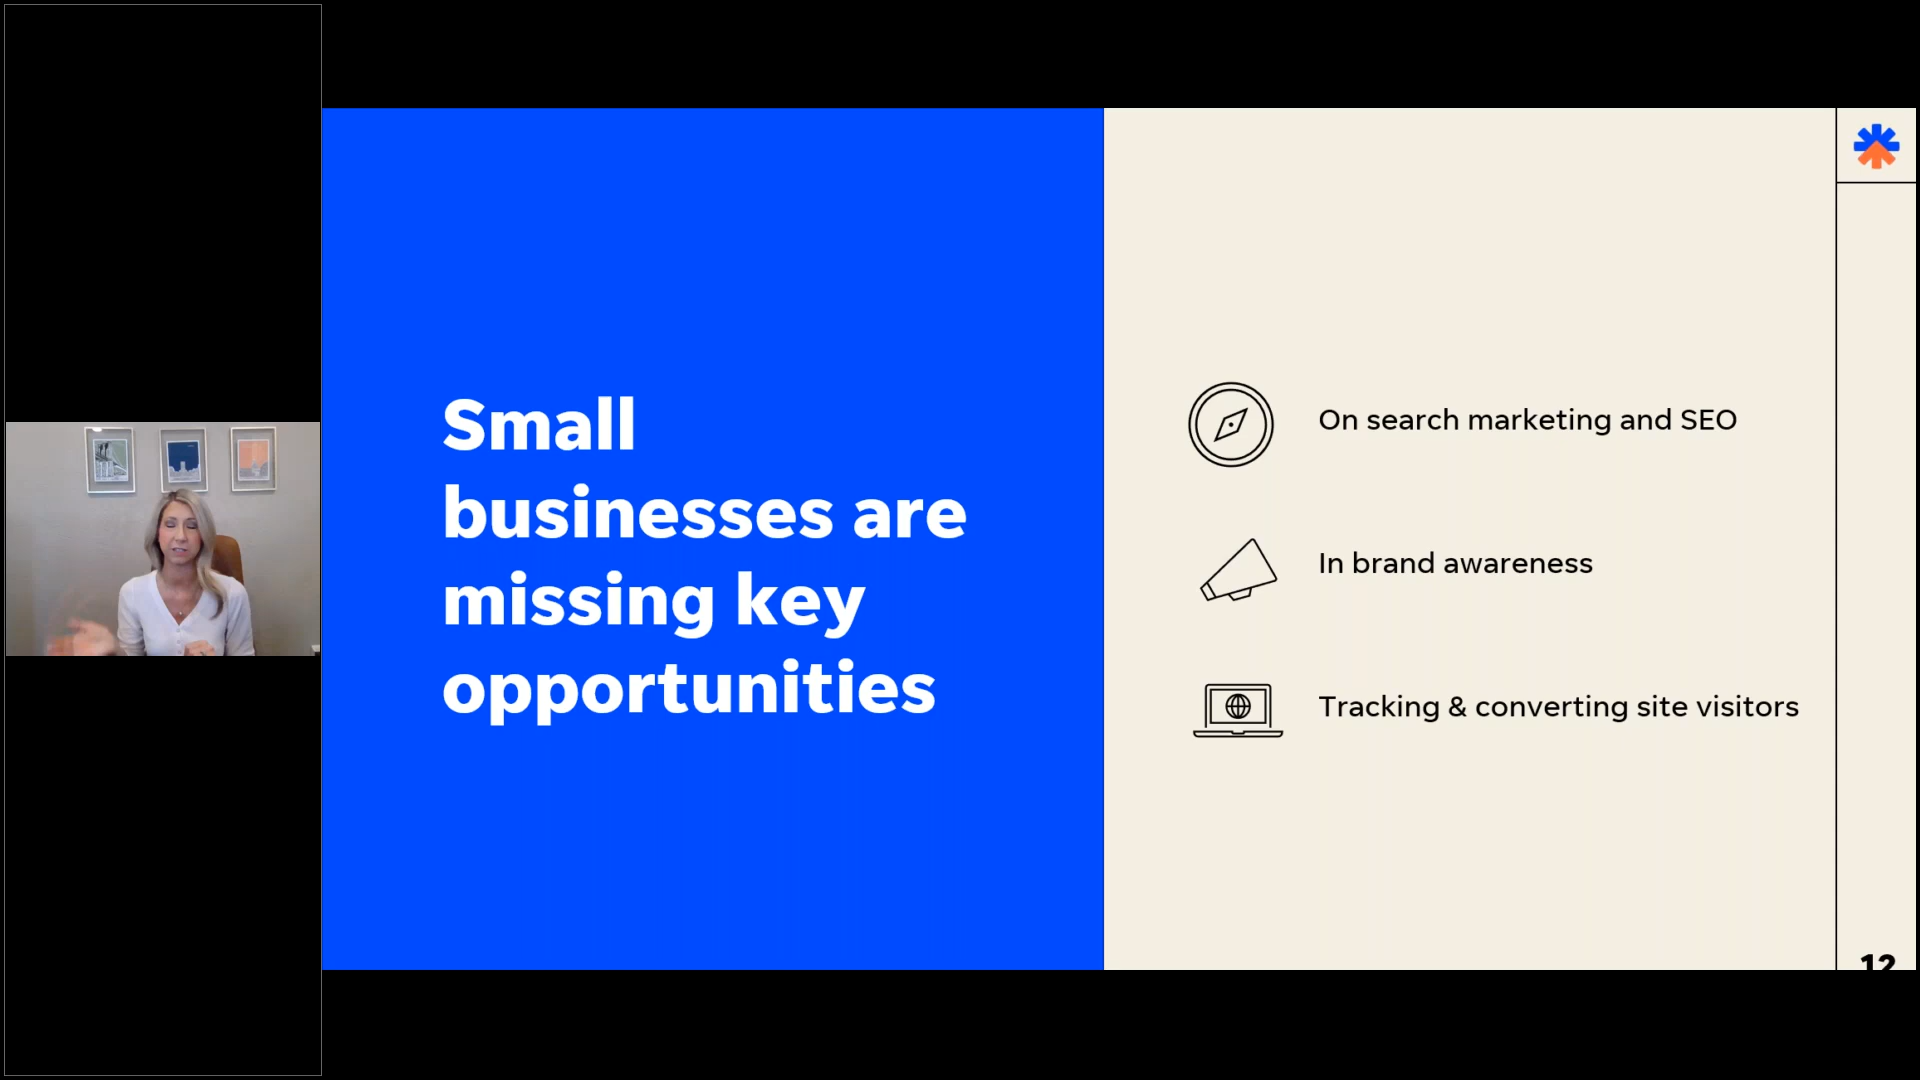 Small
businesses are
missing key
opportunities
On search marketing and SEO
In brand awareness
Tracking & converting site visitors
12